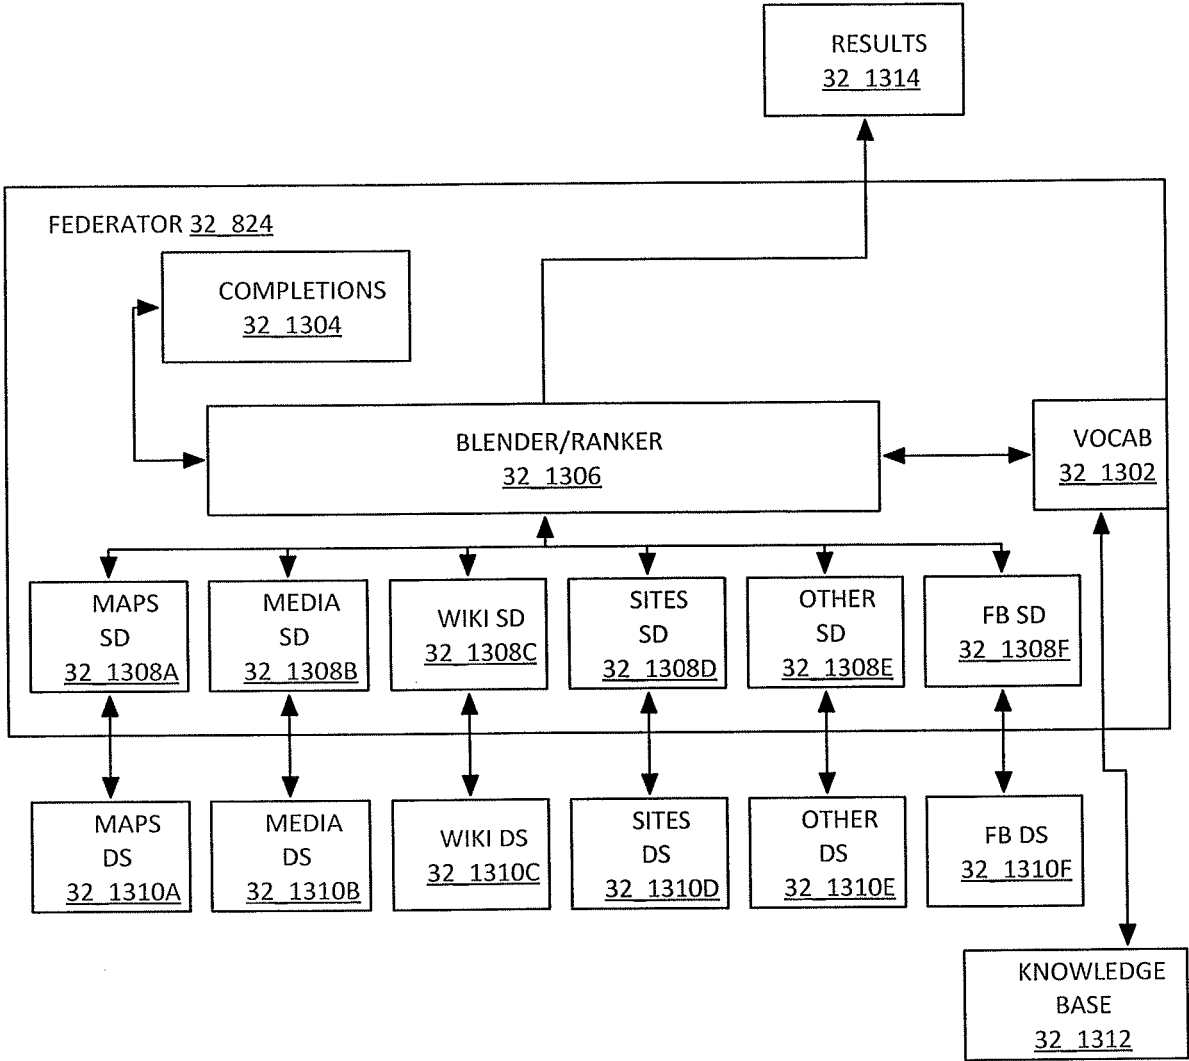 RESULTS
32_1314
FEDERATOR 32_824
COMPLETIONS
32_1304
BLENDER/RANKER
32_1306
VOCAB
32_1302
MAPS
SD
32_1308A
MEDIA
SD
32_1308B
WIKI SD
32_1308C
SITES
SD
32_1308D
OTHER
SD
32_1308E
FB SD
32_1308F
MAPS
DS
32_1310A
MEDIA
DS
32_1310B
WIKI DS
32_1310C
SITES
DS
32_1310D
OTHER
DS
32_1310E
FB DS
32_1310F
KNOWLEDGE
BASE
32_1312